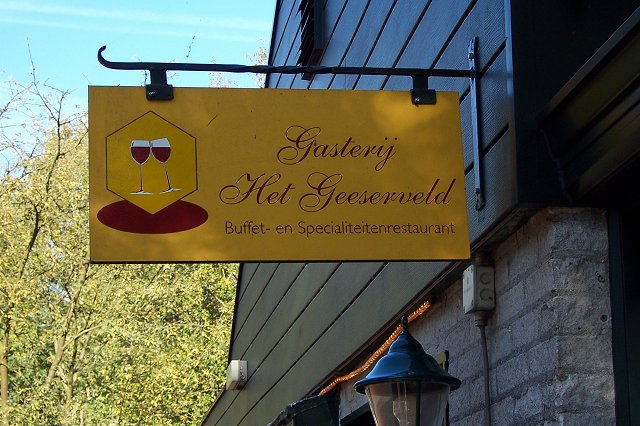 Gasterij
Het Geeserveld
Buffet- en Specialiteitenrestaurant